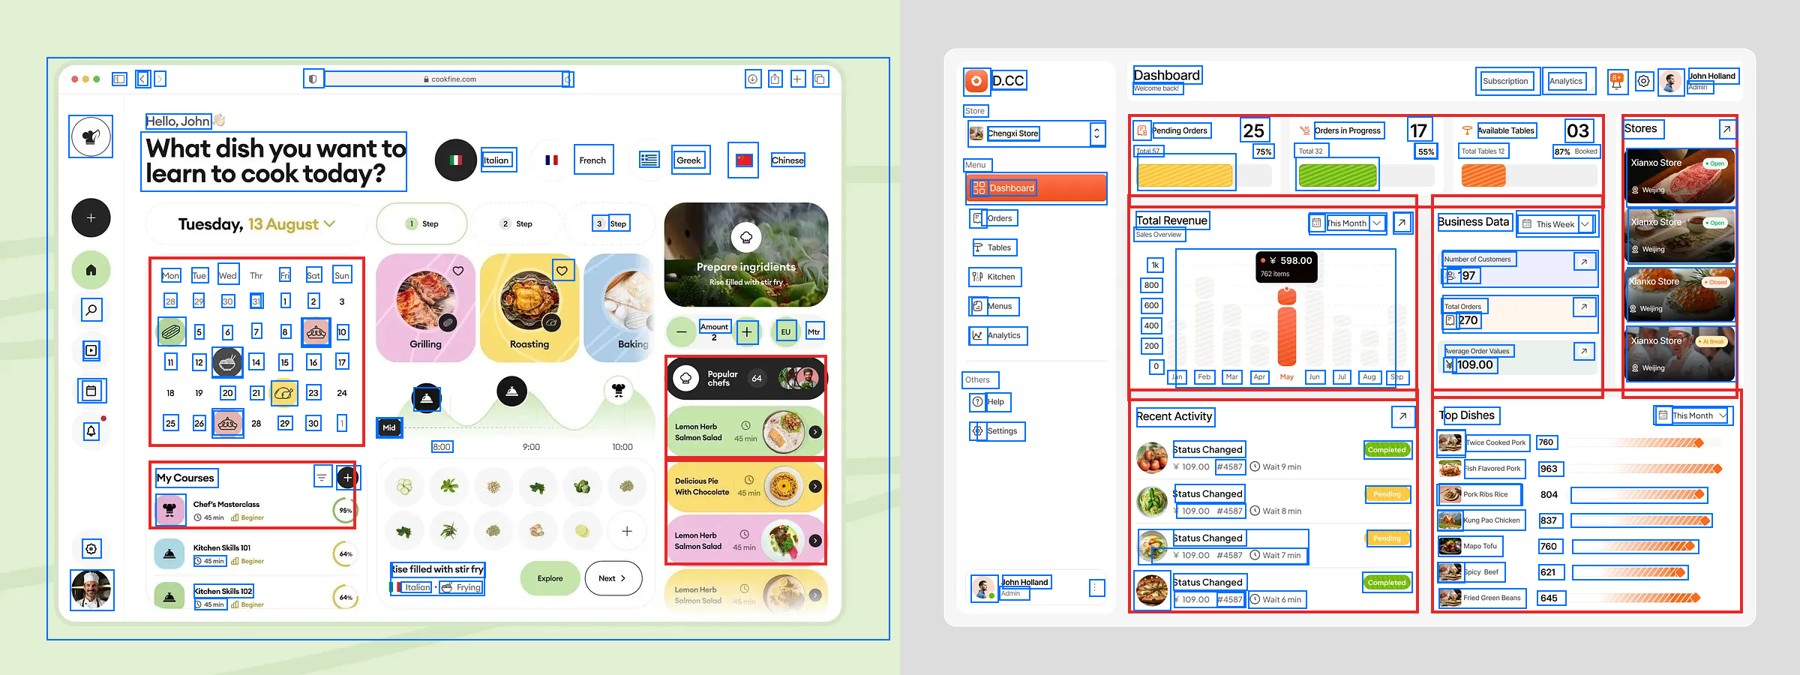 cookfine.com
Hello, John
What dish you want to
learn to cook today?
Italian
French
Greek
Chinese
Tuesday, 13 August
1 Step
2 Step
3 Step
Mon Tue Wed Thr Fri Sat Sun
28 29 30 31 1 2 3
5 6 7 8 10
11 12 14 15 16 17
18 19 20 21 23 24
25 26 28 29 30 1
Grilling
Roasting
Baking
Prepare ingridients
Rise filled with stir fry
Amount
2
EU
Mtr
Popular
chefs
64
Lemon Herb
Salmon Salad
45 min
Delicious Pie
With Chocolate
45 min
Lemon Herb
Salmon Salad
45 min
Lemon Herb
Salmon Salad
45 min
Mid
8:00
9:00
10:00
My Courses
Chef's Masterclass
45 min Beginer
95%
Kitchen Skills 101
45 min Beginer
64%
Kitchen Skills 102
45 min Beginer
64%
Rise filled with stir fry
Italian • Frying
Explore
Next
D.CC
Store
Chengxi Store
Menu
Dashboard
Orders
Tables
Kitchen
Menus
Analytics
Others
Help
Settings
John Holland
Admin
Dashboard
Welcome back!
Subscription
Analytics
8+
John Holland
Admin
Pending Orders
25
Total 57
75%
Orders in Progress
17
Total 32
55%
Available Tables
03
Total Tables 12
87% Booked
Stores
Xianxo Store
Open
Weijing
Xianxo Store
Open
Weijing
Xianxo Store
Closed
Weijing
Xianxo Store
At Break
Weijing
Total Revenue
Sales Overview
This Month
1k
800
600
400
200
0
¥ 598.00
762 items
Jan Feb Mar Apr May Jun Jul Aug Sep
Business Data
This Week
Number of Customers
197
Total Orders
270
Average Order Values
¥109.00
Recent Activity
Status Changed
¥ 109.00 #4587 Wait 9 min
Completed
Status Changed
¥ 109.00 #4587 Wait 8 min
Pending
Status Changed
¥ 109.00 #4587 Wait 7 min
Pending
Status Changed
¥ 109.00 #4587 Wait 6 min
Completed
Top Dishes
This Month
Twice Cooked Pork 760
Fish Flavored Pork 963
Pork Ribs Rice 804
Kung Pao Chicken 837
Mapo Tofu 760
Spicy Beef 621
Fried Green Beans 645